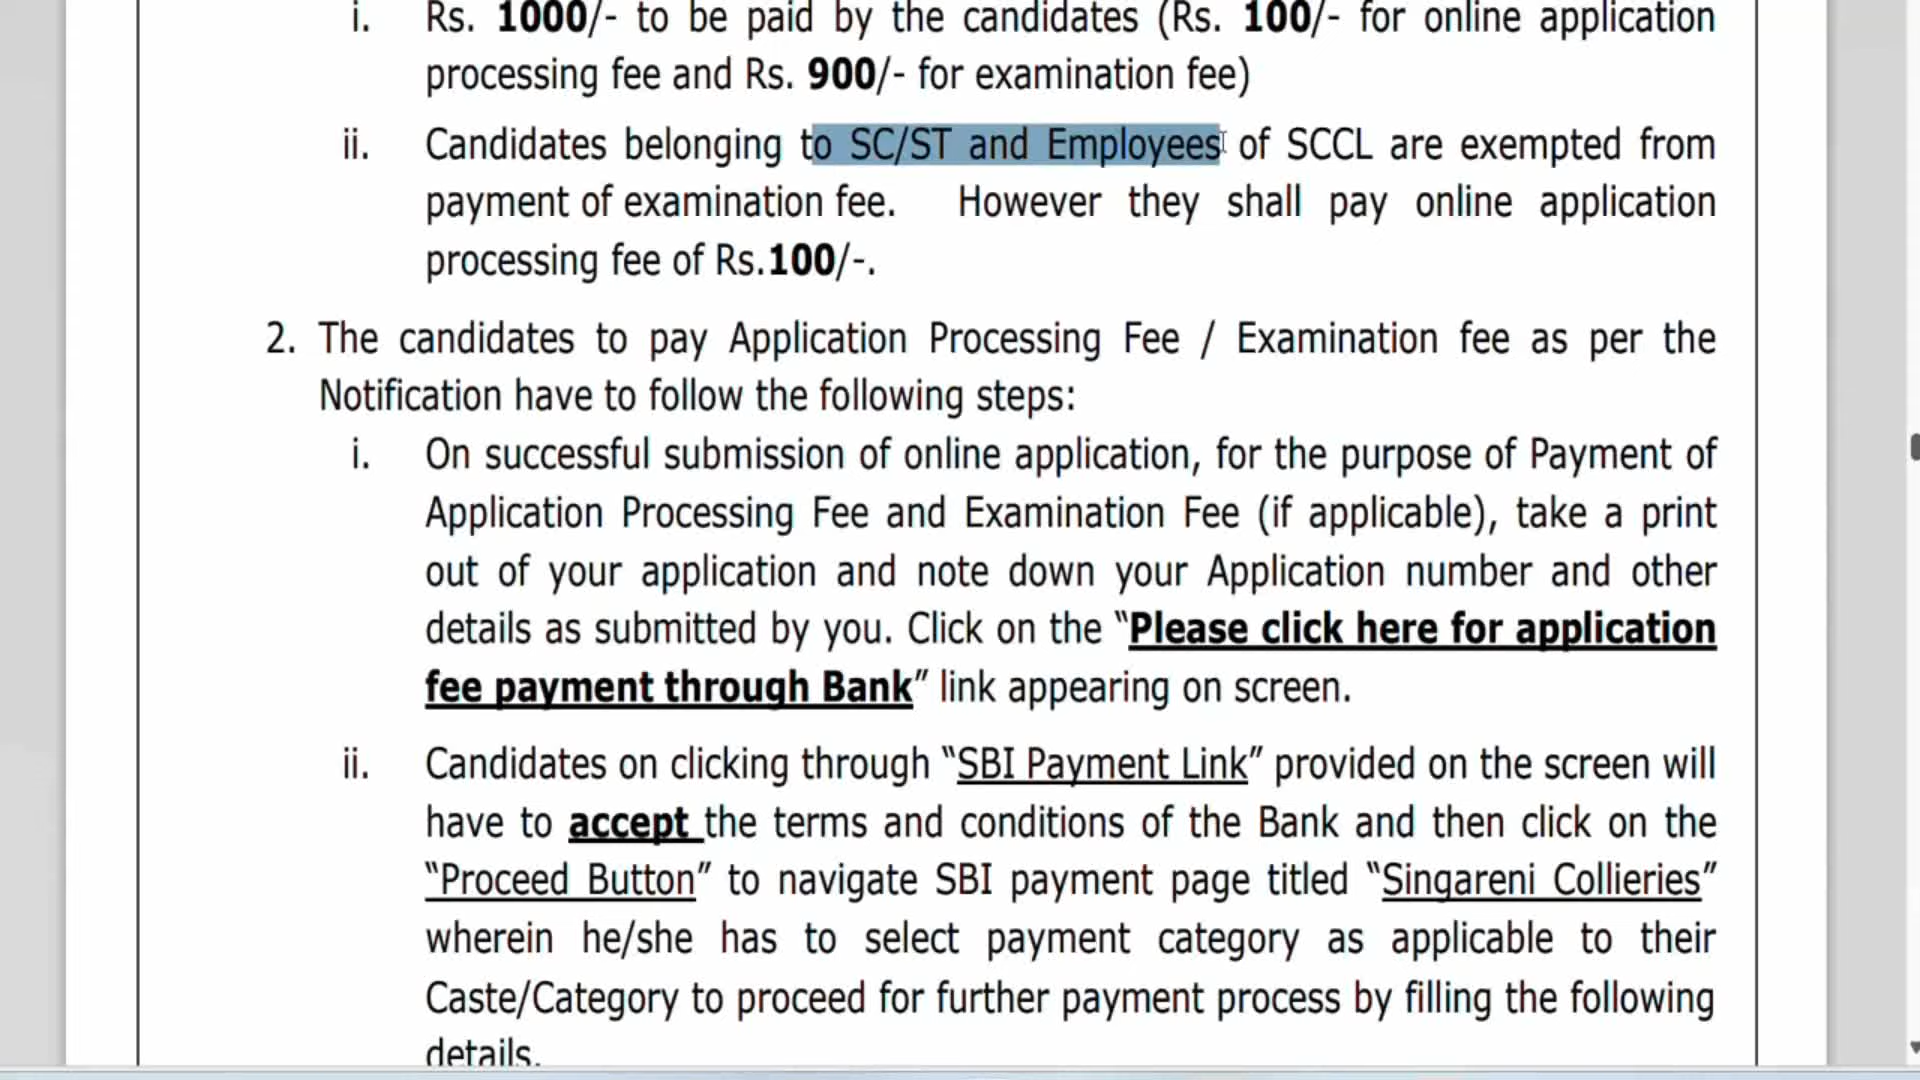 i. Rs. 1000/- to be paid by the candidates (Rs. 100/- for online application
processing fee and Rs. 900/- for examination fee)
ii. Candidates belonging to SC/ST and Employees of SCCL are exempted from
payment of examination fee. However they shall pay online application
processing fee of Rs.100/-.
2. The candidates to pay Application Processing Fee / Examination fee as per the
Notification have to follow the following steps:
i. On successful submission of online application, for the purpose of Payment of
Application Processing Fee and Examination Fee (if applicable), take a print
out of your application and note down your Application number and other
details as submitted by you. Click on the “Please click here for application
fee payment through Bank” link appearing on screen.
ii. Candidates on clicking through “SBI Payment Link” provided on the screen will
have to accept the terms and conditions of the Bank and then click on the
“Proceed Button” to navigate SBI payment page titled “Singareni Collieries”
wherein he/she has to select payment category as applicable to their
Caste/Category to proceed for further payment process by filling the following
details.